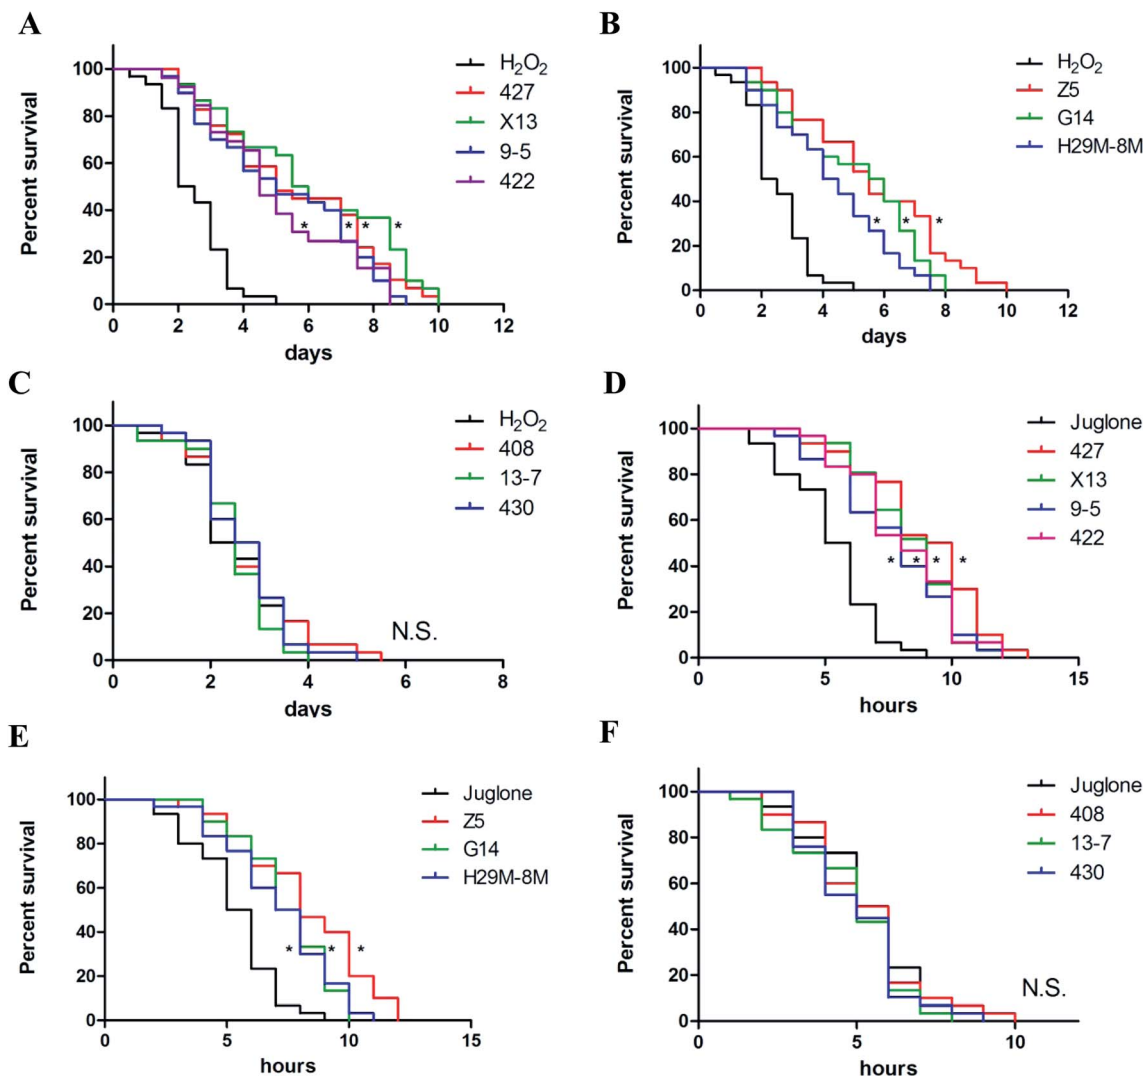 A
Percent survival
100
80
60
40
20
0
0 2 4 6 8 10 12
days
H₂O₂
427
X13
9-5
422
* * * *
B
Percent survival
100
80
60
40
20
0
0 2 4 6 8 10 12
days
H₂O₂
Z5
G14
H29M-8M
* * *
C
Percent survival
100
80
60
40
20
0
0 2 4 6 8
days
H₂O₂
408
13-7
430
N.S.
D
Percent survival
100
80
60
40
20
0
0 5 10 15
hours
Juglone
427
X13
9-5
422
* * * *
E
Percent survival
100
80
60
40
20
0
0 5 10 15
hours
Juglone
Z5
G14
H29M-8M
* * *
F
Percent survival
100
80
60
40
20
0
0 5 10
hours
Juglone
408
13-7
430
N.S.